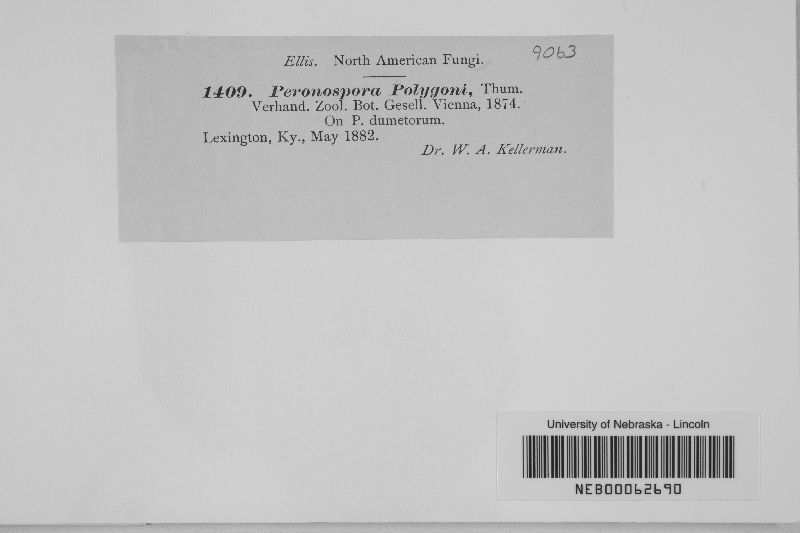 Ellis. North American Fungi.
9063
1409. Peronospora Polygoni, Thum.
Verhand. Zool. Bot. Gesell. Vienna, 1874.
On P. dumetorum.
Lexington, Ky., May 1882.
Dr. W. A. Kellerman.
University of Nebraska - Lincoln
NEB00062690